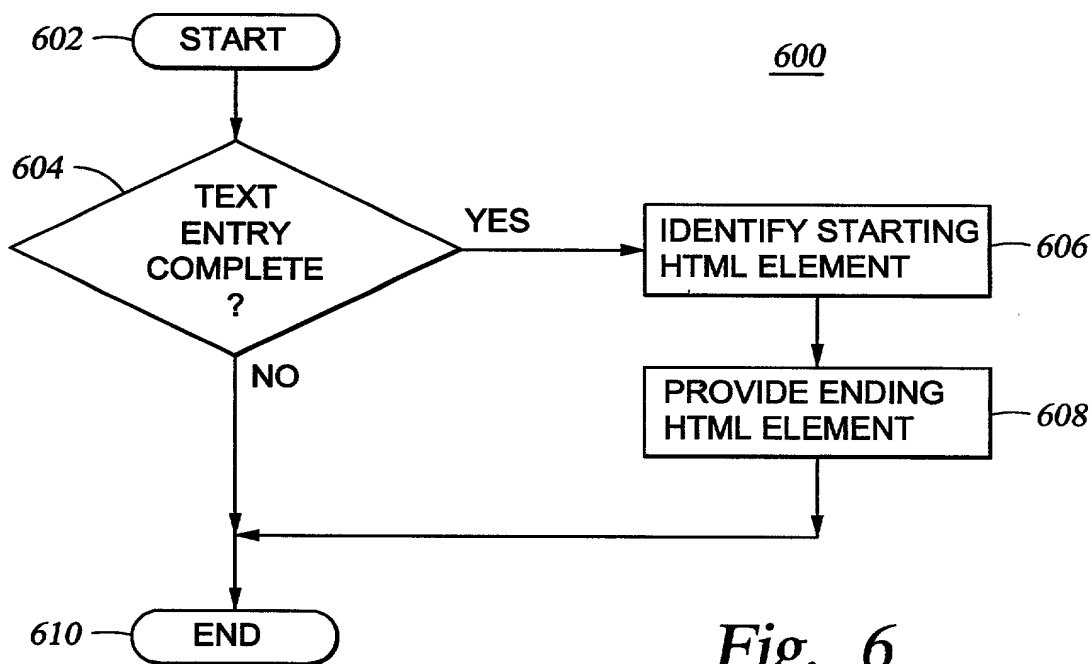 602
START
600
604
TEXT
ENTRY
COMPLETE
?
YES
IDENTIFY STARTING
HTML ELEMENT
606
NO
PROVIDE ENDING
HTML ELEMENT
608
610
END
Fig. 6